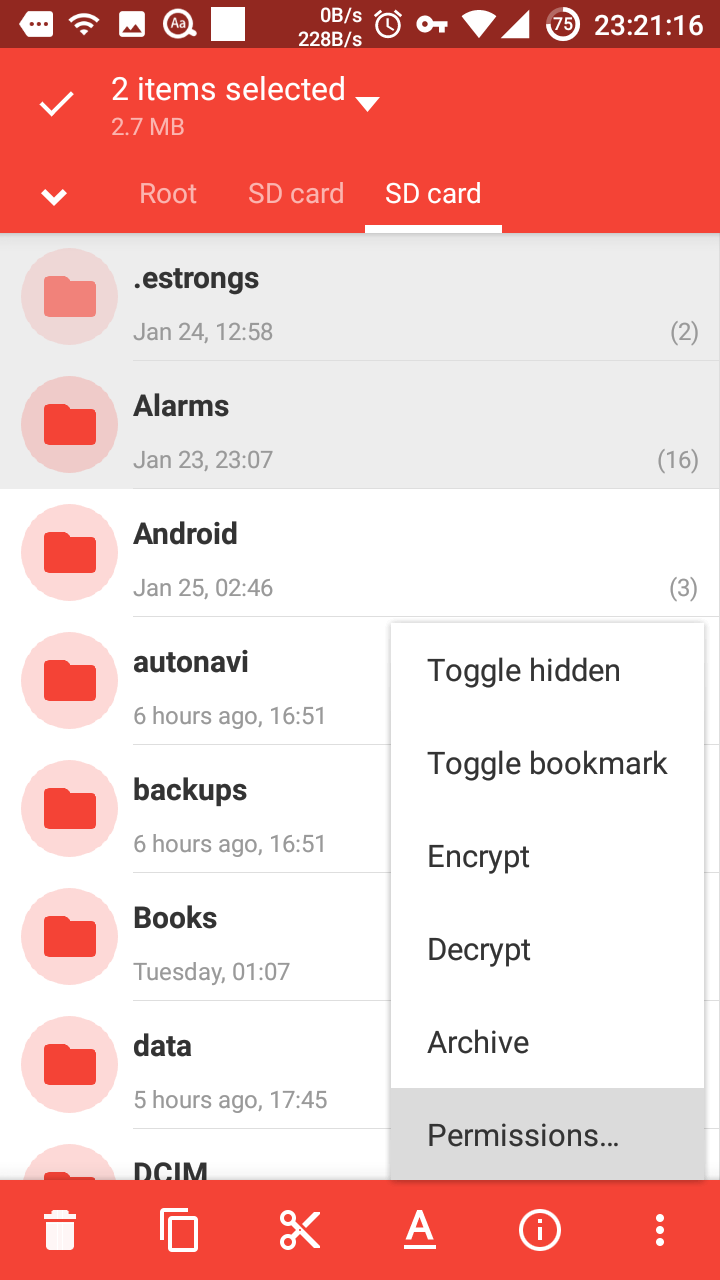 0B/s
228B/s
Aa
75
23:21:16
2 items selected
2.7 MB
Root
SD card
SD card
.estrongs
Jan 24, 12:58
(2)
Alarms
Jan 23, 23:07
(16)
Android
Jan 25, 02:46
(3)
autonavi
6 hours ago, 16:51
backups
6 hours ago, 16:51
Books
Tuesday, 01:07
data
5 hours ago, 17:45
DCIM
Toggle hidden
Toggle bookmark
Encrypt
Decrypt
Archive
Permissions...
A